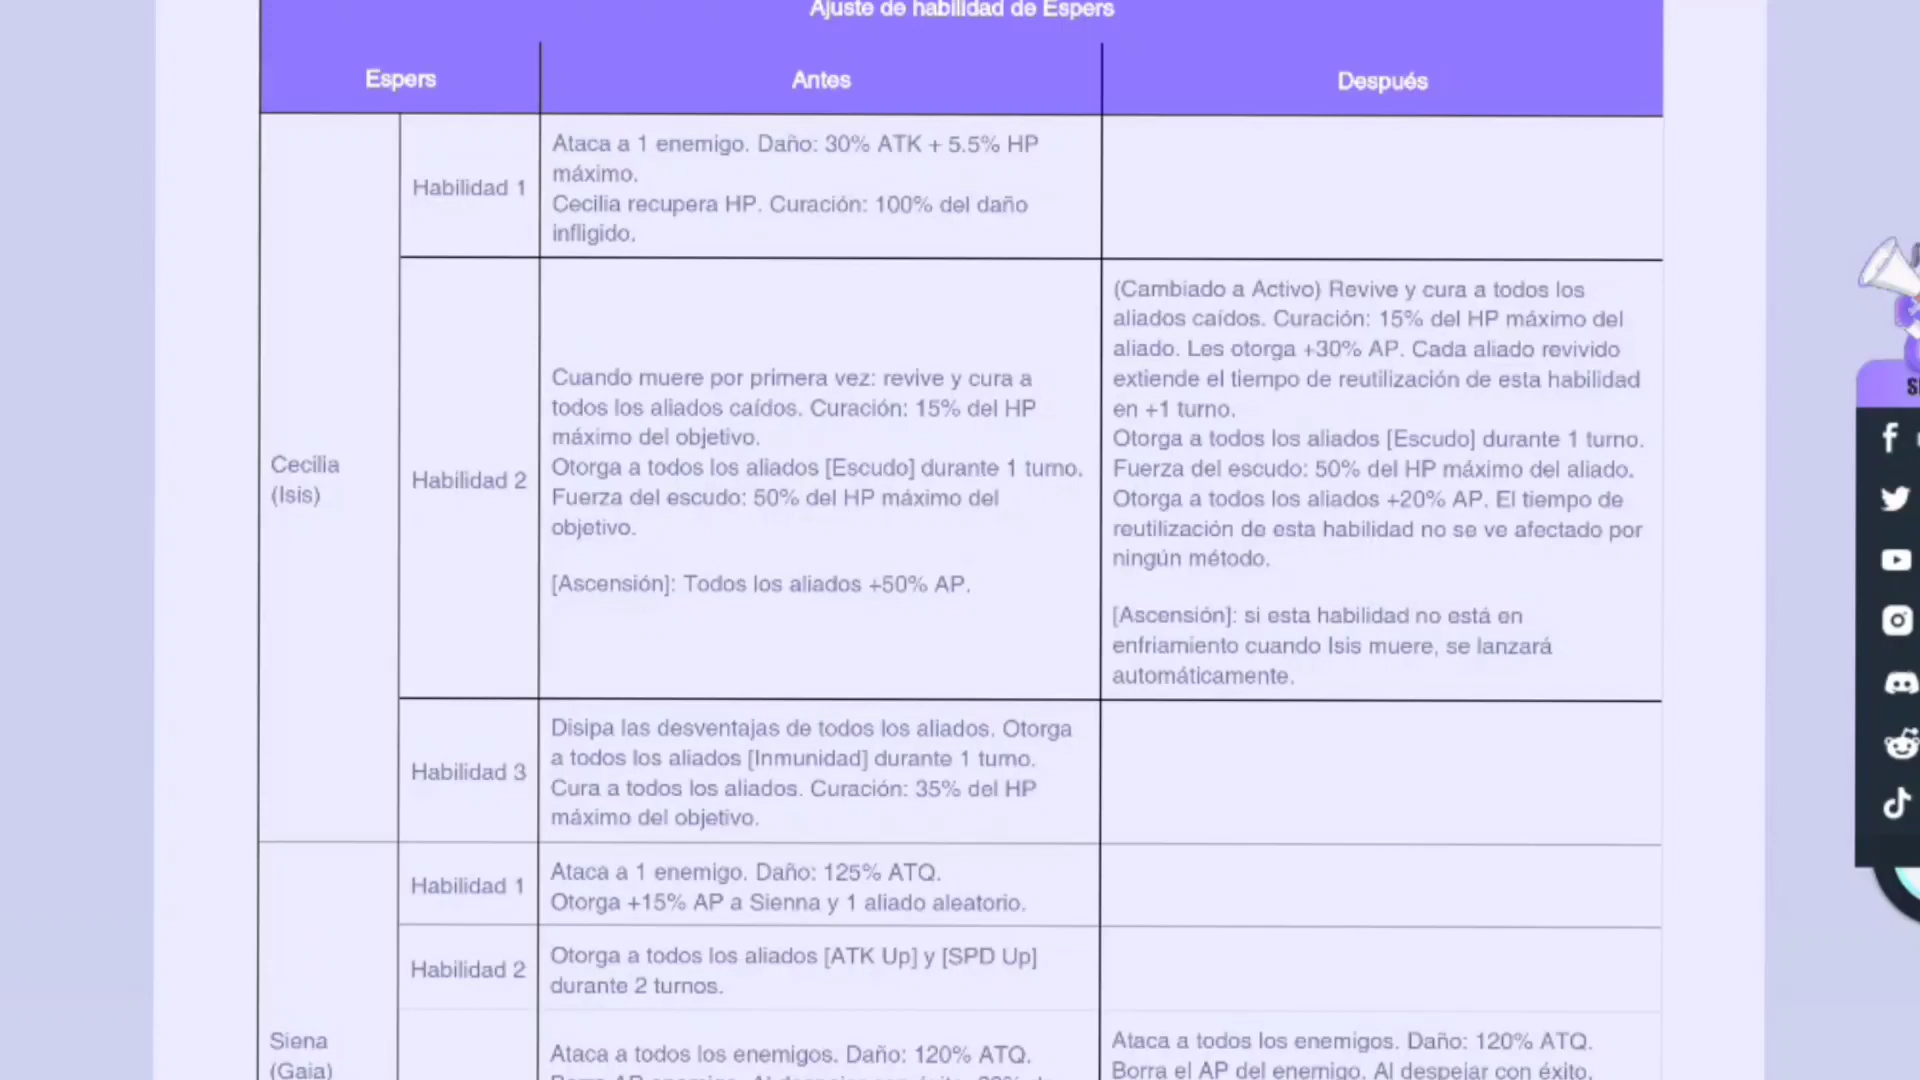 Ajuste de habilidad de Espers
Espers
Antes
Después
Cecilia
(Isis)
Habilidad 1
Ataca a 1 enemigo. Daño: 30% ATK + 5.5% HP
máximo.
Cecilia recupera HP. Curación: 100% del daño
infligido.
Habilidad 2
Cuando muere por primera vez: revive y cura a
todos los aliados caídos. Curación: 15% del HP
máximo del objetivo.
Otorga a todos los aliados [Escudo] durante 1 turno.
Fuerza del escudo: 50% del HP máximo del
objetivo.
[Ascensión]: Todos los aliados +50% AP.
(Cambiado a Activo) Revive y cura a todos los
aliados caídos. Curación: 15% del HP máximo del
aliado. Les otorga +30% AP. Cada aliado revivido
extiende el tiempo de reutilización de esta habilidad
en +1 turno.
Otorga a todos los aliados [Escudo] durante 1 turno.
Fuerza del escudo: 50% del HP máximo del aliado.
Otorga a todos los aliados +20% AP. El tiempo de
reutilización de esta habilidad no se ve afectado por
ningún método.
[Ascensión]: si esta habilidad no está en
enfriamiento cuando Isis muere, se lanzará
automáticamente.
Habilidad 3
Disipa las desventajas de todos los aliados. Otorga
a todos los aliados [Inmunidad] durante 1 turno.
Cura a todos los aliados. Curación: 35% del HP
máximo del objetivo.
Siena
(Gaia)
Habilidad 1
Ataca a 1 enemigo. Daño: 125% ATQ.
Otorga +15% AP a Sienna y 1 aliado aleatorio.
Habilidad 2
Otorga a todos los aliados [ATK Up] y [SPD Up]
durante 2 turnos.
Ataca a todos los enemigos. Daño: 120% ATQ.
Ataca a todos los enemigos. Daño: 120% ATQ.
Borra el AP del enemigo. Al despejar con éxito,